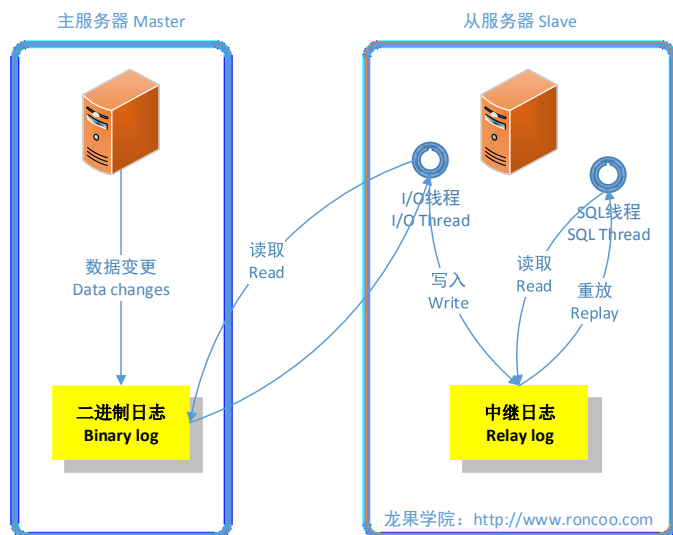 主服务器 Master
从服务器 Slave
I/O线程
I/O Thread
SQL线程
SQL Thread
数据变更
Data changes
读取
Read
写入
Write
读取
Read
重放
Replay
二进制日志
Binary log
中继日志
Relay log
龙果学院：http://www.roncoo.com